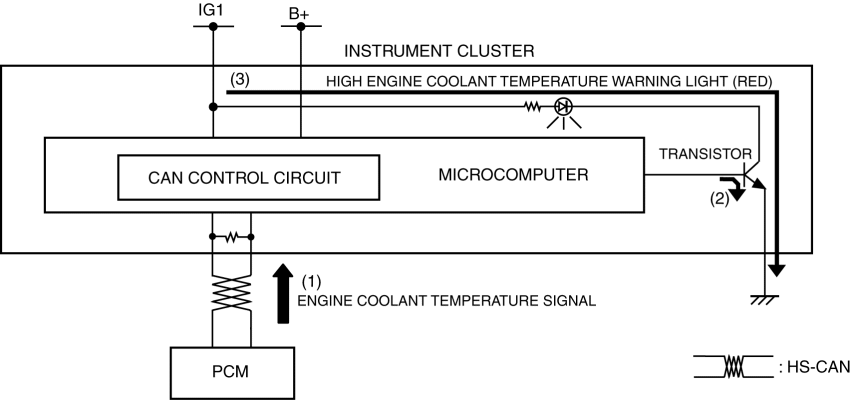 IG1
B+
INSTRUMENT CLUSTER
(3)
HIGH ENGINE COOLANT TEMPERATURE WARNING LIGHT (RED)
TRANSISTOR
CAN CONTROL CIRCUIT
MICROCOMPUTER
(2)
(1)
ENGINE COOLANT TEMPERATURE SIGNAL
PCM
: HS-CAN